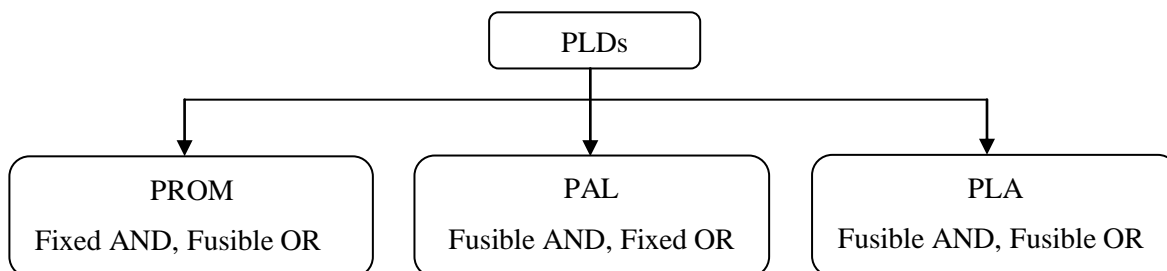 PLDs
PROM
Fixed AND, Fusible OR
PAL
Fusible AND, Fixed OR
PLA
Fusible AND, Fusible OR